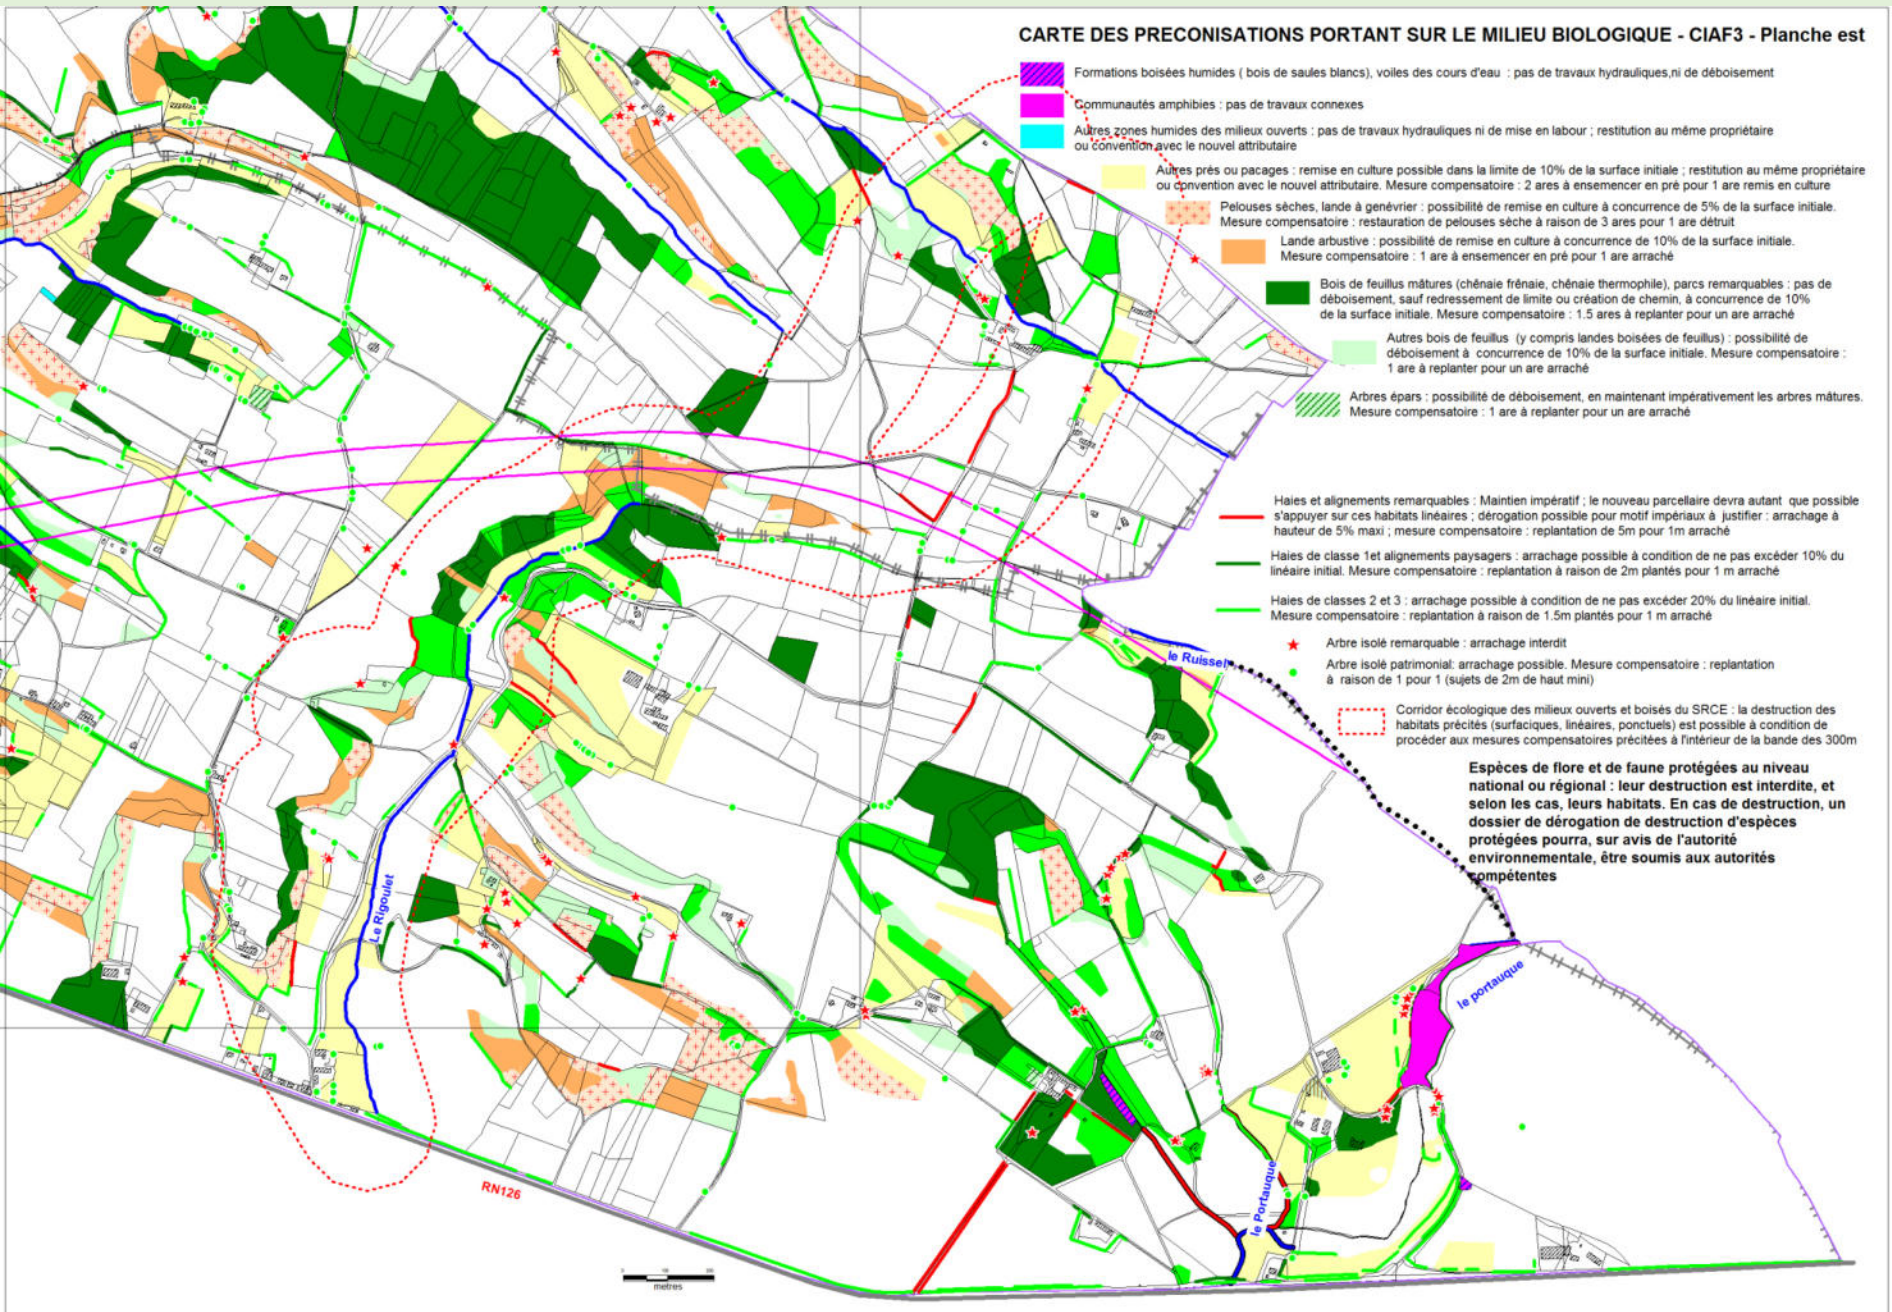 CARTE DES PRECONISATIONS PORTANT SUR LE MILIEU BIOLOGIQUE - CIAF3 - Planche est
Formations boisées humides ( bois de saules blancs), voiles des cours d'eau : pas de travaux hydrauliques,ni de déboisement
Communautés amphibies : pas de travaux connexes
Autres zones humides des milieux ouverts : pas de travaux hydrauliques ni de mise en labour ; restitution au même propriétaire
ou convention avec le nouvel attributaire
Autres prés ou pacages : remise en culture possible dans la limite de 10% de la surface initiale ; restitution au même propriétaire
ou convention avec le nouvel attributaire. Mesure compensatoire : 2 ares à ensemencer en pré pour 1 are remis en culture
Pelouses sèches, lande à genévrier : possibilité de remise en culture à concurrence de 5% de la surface initiale.
Mesure compensatoire : restauration de pelouses sèche à raison de 3 ares pour 1 are détruit
Lande arbustive : possibilité de remise en culture à concurrence de 10% de la surface initiale.
Mesure compensatoire : 1 are à ensemencer en pré pour 1 are arraché
Bois de feuillus mâtures (chênaie frênaie, chênaie thermophile), parcs remarquables : pas de
déboisement, sauf redressement de limite ou création de chemin, à concurrence de 10%
de la surface initiale. Mesure compensatoire : 1.5 ares à replanter pour un are arraché
Autres bois de feuillus (y compris landes boisées de feuillus) : possibilité de
déboisement à concurrence de 10% de la surface initiale. Mesure compensatoire :
1 are à replanter pour un are arraché
Arbres épars : possibilité de déboisement, en maintenant impérativement les arbres mâtures.
Mesure compensatoire : 1 are à replanter pour un are arraché
Haies et alignements remarquables : Maintien impératif ; le nouveau parcellaire devra autant que possible
s'appuyer sur ces habitats linéaires ; dérogation possible pour motif impériaux à justifier : arrachage à
hauteur de 5% maxi ; mesure compensatoire : replantation de 5m pour 1m arraché
Haies de classe 1et alignements paysagers : arrachage possible à condition de ne pas excéder 10% du
linéaire initial. Mesure compensatoire : replantation à raison de 2m plantés pour 1 m arraché
Haies de classes 2 et 3 : arrachage possible à condition de ne pas excéder 20% du linéaire initial.
Mesure compensatoire : replantation à raison de 1.5m plantés pour 1 m arraché
Arbre isolé remarquable : arrachage interdit
Arbre isolé patrimonial: arrachage possible. Mesure compensatoire : replantation
à raison de 1 pour 1 (sujets de 2m de haut mini)
Corridor écologique des milieux ouverts et boisés du SRCE : la destruction des
habitats précités (surfaciques, linéaires, ponctuels) est possible à condition de
procéder aux mesures compensatoires précitées à l'intérieur de la bande des 300m
Espèces de flore et de faune protégées au niveau
national ou régional : leur destruction est interdite, et
selon les cas, leurs habitats. En cas de destruction, un
dossier de dérogation de destruction d'espèces
protégées pourra, sur avis de l'autorité
environnementale, être soumis aux autorités
compétentes
le Ruissel
Le Rigoulet
le portauque
le Portauque
RN126
metres